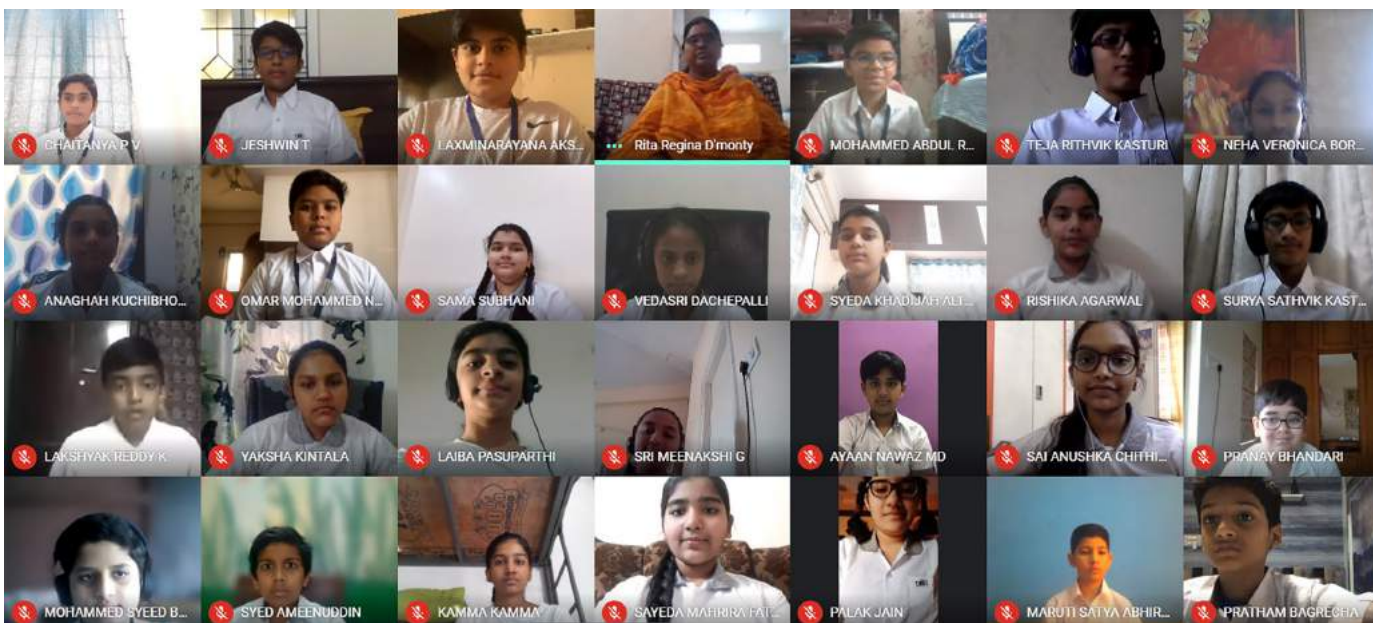 CHAITANYA P V
JESHWIN T
LAXMINARAYANA AKS...
Rita Regina D'monty
MOHAMMED ABDUL R...
TEJA RITHVIK KASTURI
NEHA VERONICA BOR...
ANAGHAH KUCHIBHO...
OMAR MOHAMMED N...
SAMA SUBHANI
VEDASRI DACHEPALLI
SYEDA KHADIJAH ALI...
RISHIKA AGARWAL
SURYA SATHVIK KAST...
LAKSHYAK REDDY K
YAKSHA KINTALA
LAIBA PASUPARTHI
SRI MEENAKSHI G
AYAAN NAWAZ MD
SAI ANUSHKA CHITHI...
PRANAY BHANDARI
MOHAMMED SYEED B...
SYED AMEENUDDIN
KAMMA KAMMA
SAYEDA MAHRIRA FAT...
PALAK JAIN
MARUTI SATYA ABHIR...
PRATHAM BAGRECHA